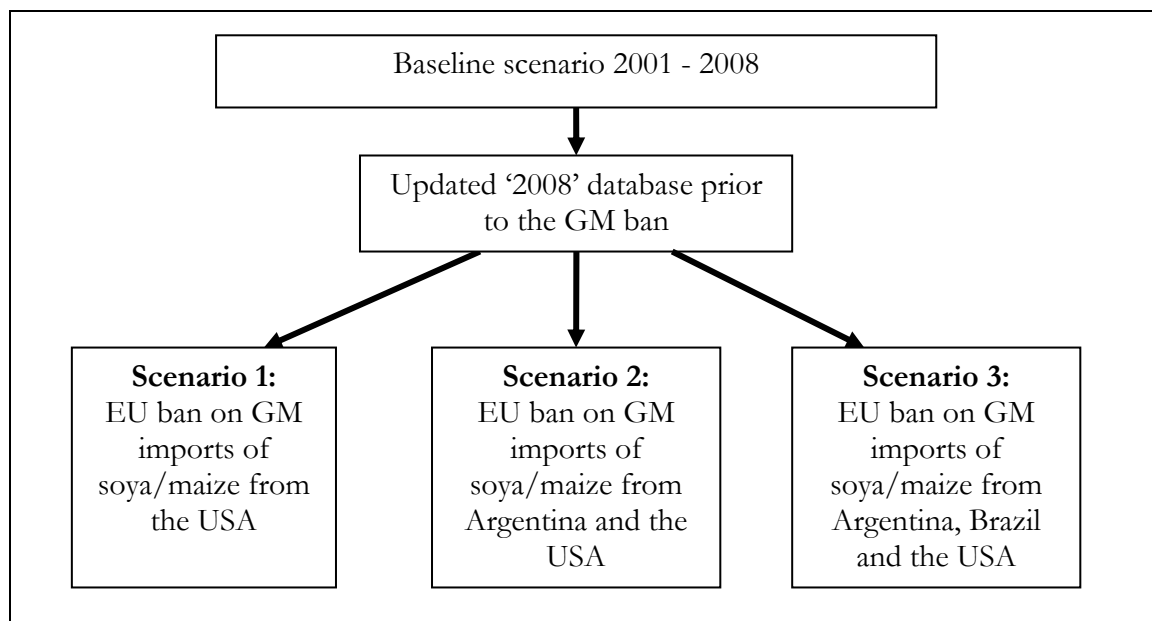 Baseline scenario 2001 - 2008
Updated ‘2008’ database prior
to the GM ban
Scenario 1:
EU ban on GM
imports of
soya/maize from
the USA
Scenario 2:
EU ban on GM
imports of
soya/maize from
Argentina and the
USA
Scenario 3:
EU ban on GM
imports of
soya/maize from
Argentina, Brazil
and the USA